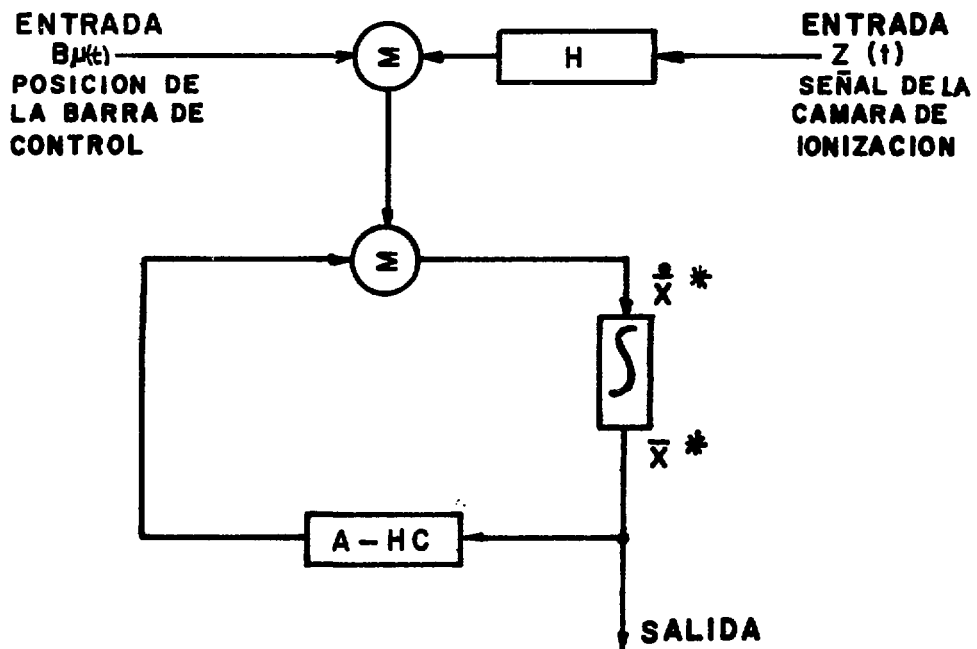 ENTRADA
Bμ(t)
POSICION DE
LA BARRA DE
CONTROL
Σ
H
ENTRADA
Z̄ (t)
SEÑAL DE LA
CAMARA DE
IONIZACION
Σ
Ẋ̄ *
∫
X̄ *
A-HC
SALIDA